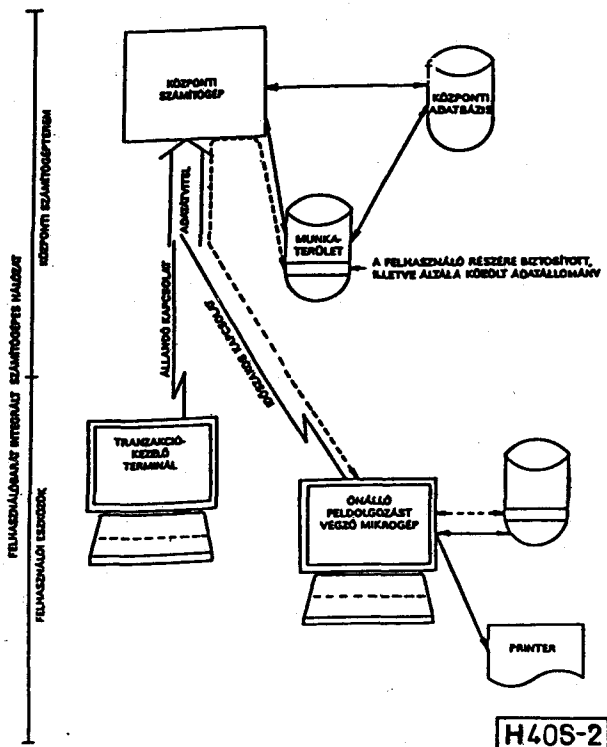 FELHASZNÁLÓBARÁT INTEGRÁLT SZÁMÍTÓGÉPES HÁLÓZAT
KÖZPONTI SZÁMÍTÓGÉPTEREM
FELHASZNÁLÓI ESZKÖZÖK
KÖZPONTI
SZÁMÍTÓGÉP
KÖZPONTI
ADATBÁZIS
ADATÁTVITEL
MUNKA-
TERÜLET
A FELHASZNÁLÓ RÉSZÉRE BIZTOSÍTOTT,
ILLETVE ÁLTALA KÖZÖLT ADATÁLLOMÁNY
ÁLLANDÓ KAPCSOLAT
IDŐSZAKOS KAPCSOLAT
TRANZAKCIÓ-
KEZELŐ
TERMINÁL
ÖNÁLLÓ
FELDOLGOZÁST
VÉGZŐ MIKROGÉP
PRINTER
H40S-2